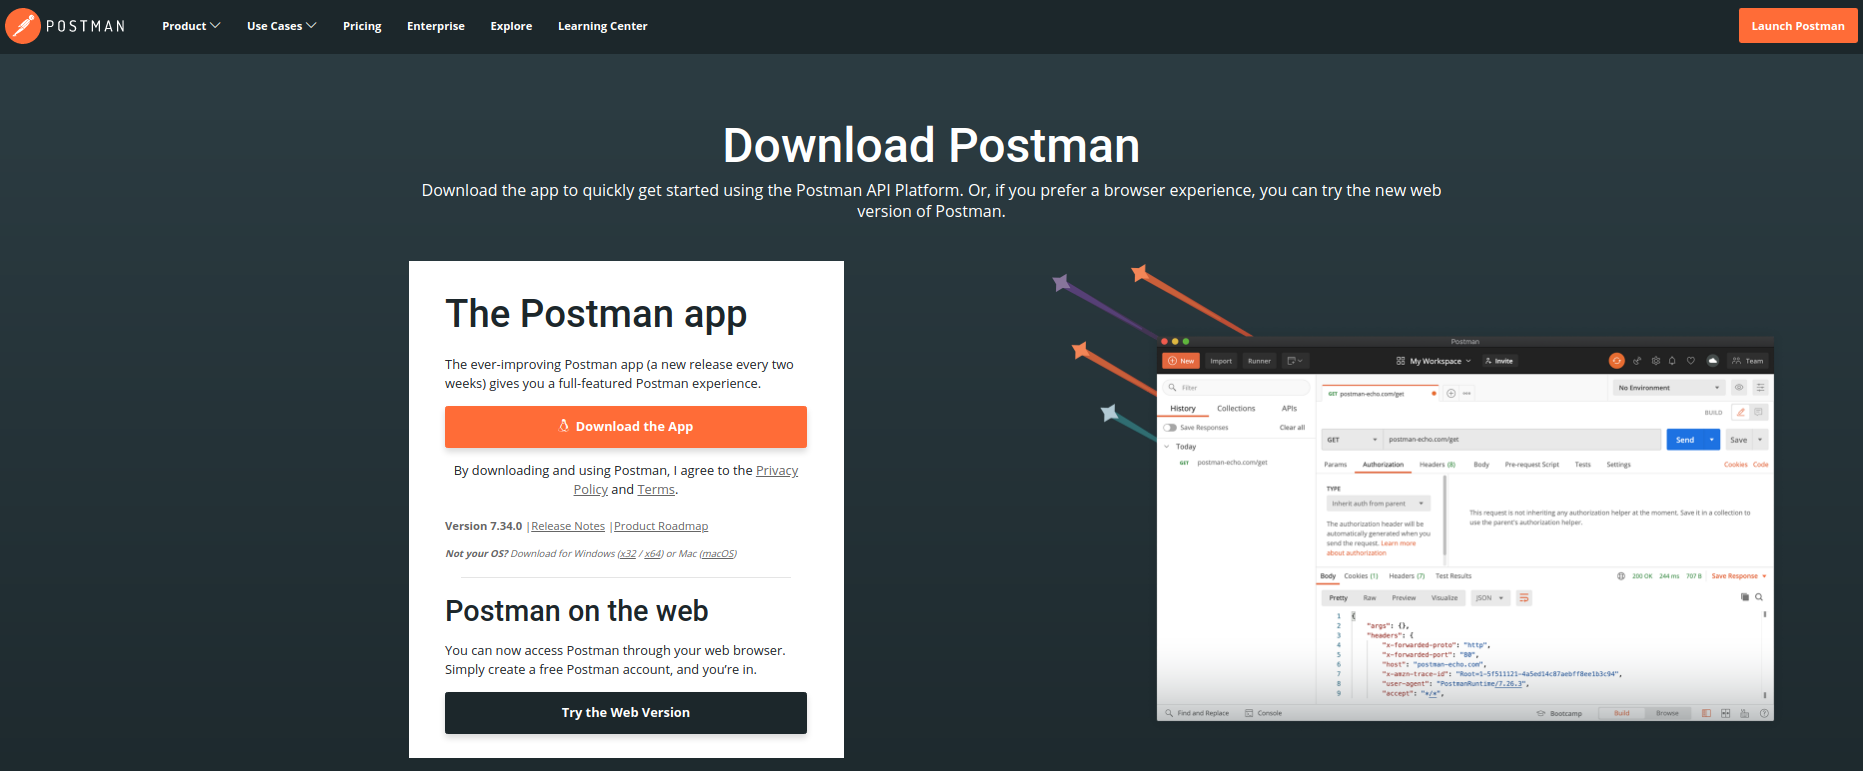 POSTMAN Product Use Cases Pricing Enterprise Explore Learning Center Launch Postman
Download Postman
Download the app to quickly get started using the Postman API Platform. Or, if you prefer a browser experience, you can try the new web
version of Postman.
The Postman app
The ever-improving Postman app (a new release every two
weeks) gives you a full-featured Postman experience.
Download the App
By downloading and using Postman, I agree to the Privacy
Policy and Terms.
Version 7.34.0 |Release Notes |Product Roadmap
Not your OS? Download for Windows (x32 / x64) or Mac (macOS)
Postman on the web
You can now access Postman through your web browser.
Simply create a free Postman account, and you're in.
Try the Web Version
Postman
New Import Runner My Workspace Invite Team
Filter
History Collections APIs
Save Responses Clear all
Today
GET postman-echo.com/get
GET postman-echo.com/get
No Environment
BUILD
GET postman-echo.com/get Send Save
Params Authorization Headers (8) Body Pre-request Script Tests Settings Cookies Code
TYPE
Inherit auth from parent
The authorization header will be
automatically generated when you
send the request. Learn more
about authorization
This request is not inheriting any authorization helper at the moment. Save it in a collection to
use the parent's authorization helper.
Body Cookies (1) Headers (7) Test Results 200 OK 244 ms 707 B Save Response
Pretty Raw Preview Visualize JSON
1 {
2 "args": {},
3 "headers": {
4 "x-forwarded-proto": "http",
5 "x-forwarded-port": "80",
6 "host": "postman-echo.com",
7 "x-amzn-trace-id": "Root=1-5f511121-4a5ed14c87aebff8ee1b3c94",
8 "user-agent": "PostmanRuntime/7.26.3",
9 "accept": "*/*",
Find and Replace Console Bootcamp Build Browse